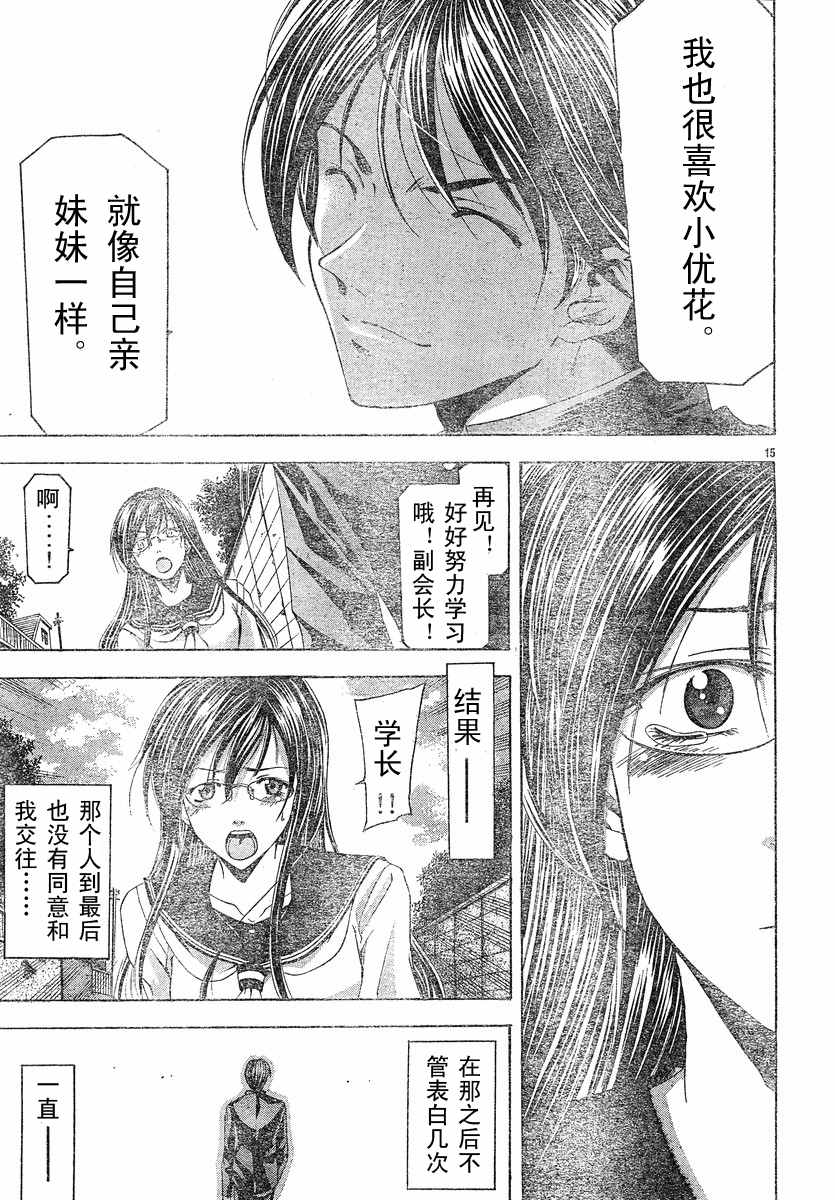 我也很喜欢小优花。
就像自己亲
妹妹一样。
15
再见！
好好努力学习
哦！副会长！
啊
····！
结果——
学长
！！
那个人到最后
也没有同意和
我交往……
在那之后不
管表白几次
一直——